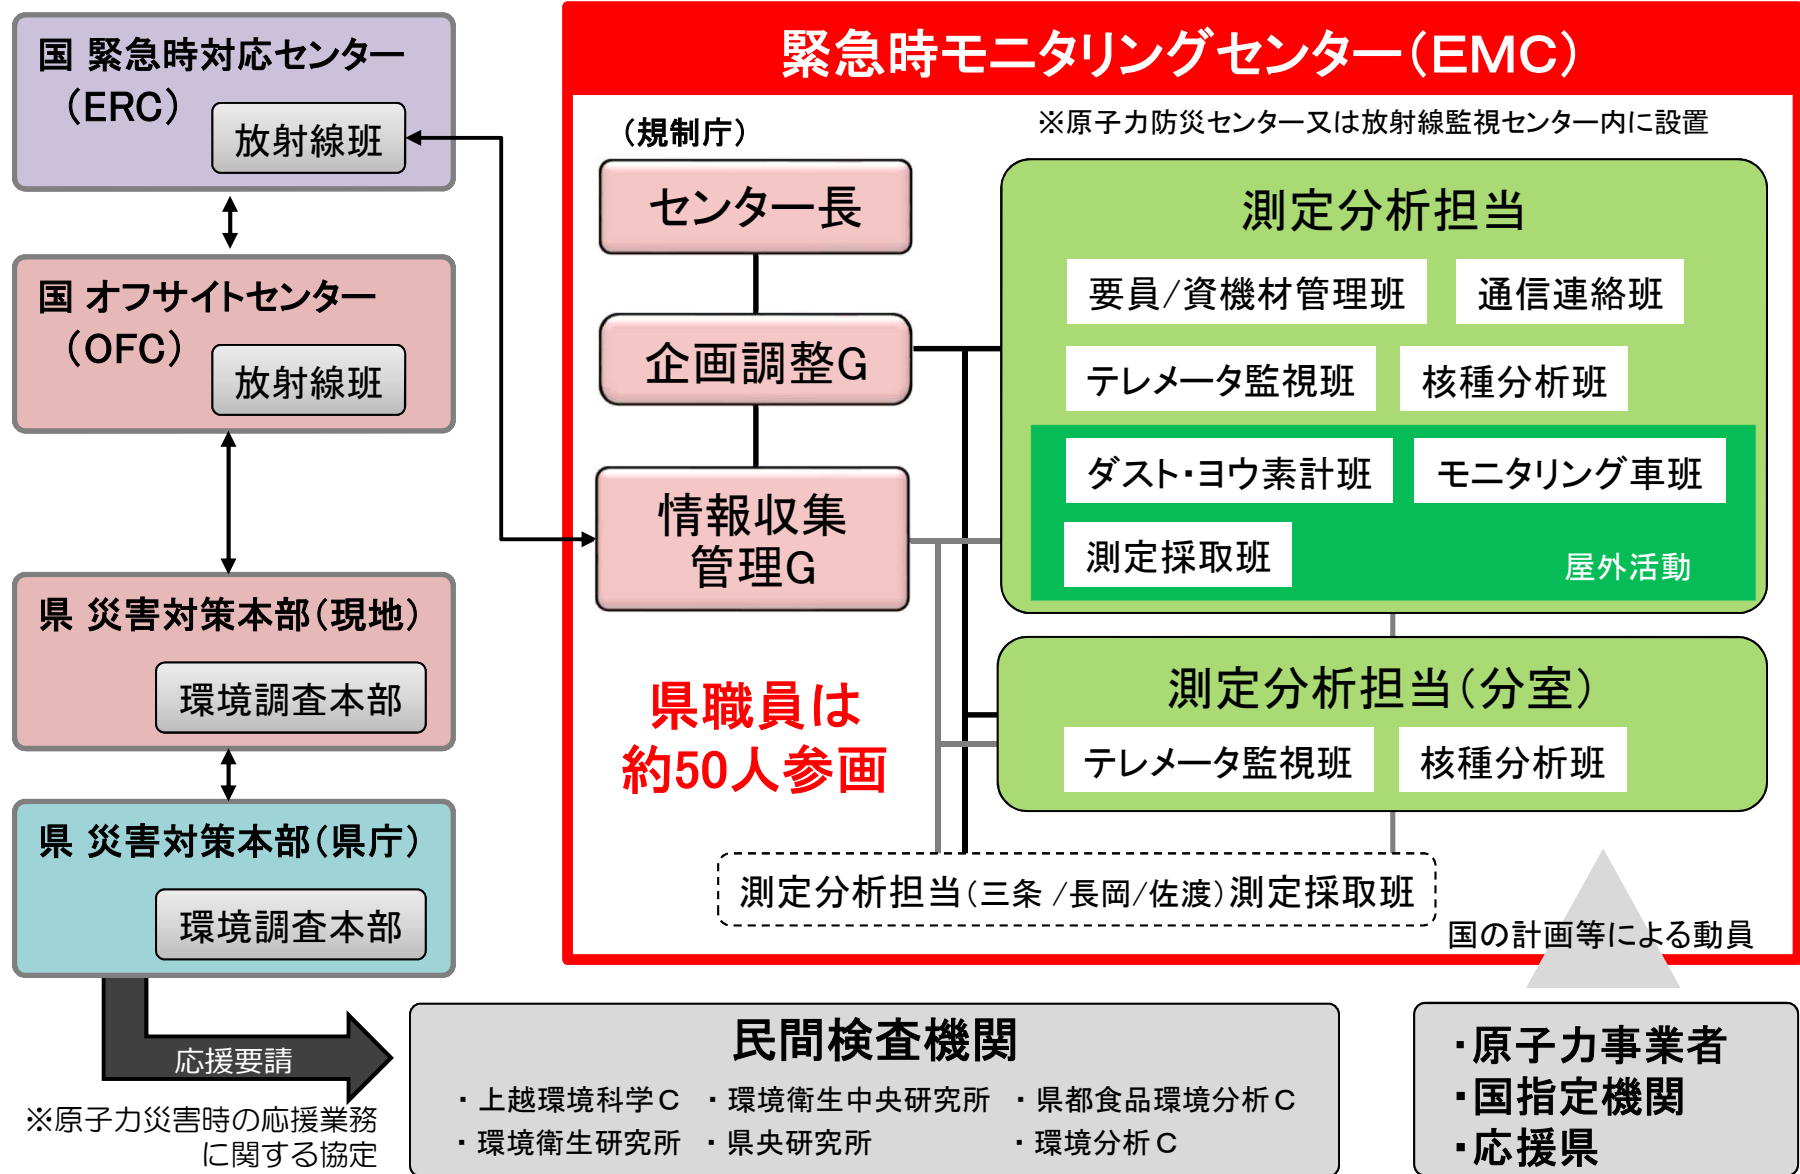 国 緊急時対応センター
(ERC)
放射線班
国 オフサイトセンター
(OFC)
放射線班
県 災害対策本部(現地)
環境調査本部
県 災害対策本部(県庁)
環境調査本部
応援要請
※原子力災害時の応援業務
に関する協定
緊急時モニタリングセンター(EMC)
(規制庁)
※原子力防災センター又は放射線監視センター内に設置
センター長
企画調整G
情報収集
管理G
県職員は
約50人参画
測定分析担当
要員/資機材管理班
通信連絡班
テレメータ監視班
核種分析班
ダスト・ヨウ素計班
モニタリング車班
測定採取班
屋外活動
測定分析担当(分室)
テレメータ監視班
核種分析班
測定分析担当(三条 /長岡/佐渡)測定採取班
国の計画等による動員
民間検査機関
・上越環境科学C ・環境衛生中央研究所 ・県都食品環境分析C
・環境衛生研究所 ・県央研究所 ・環境分析C
・原子力事業者
・国指定機関
・応援県